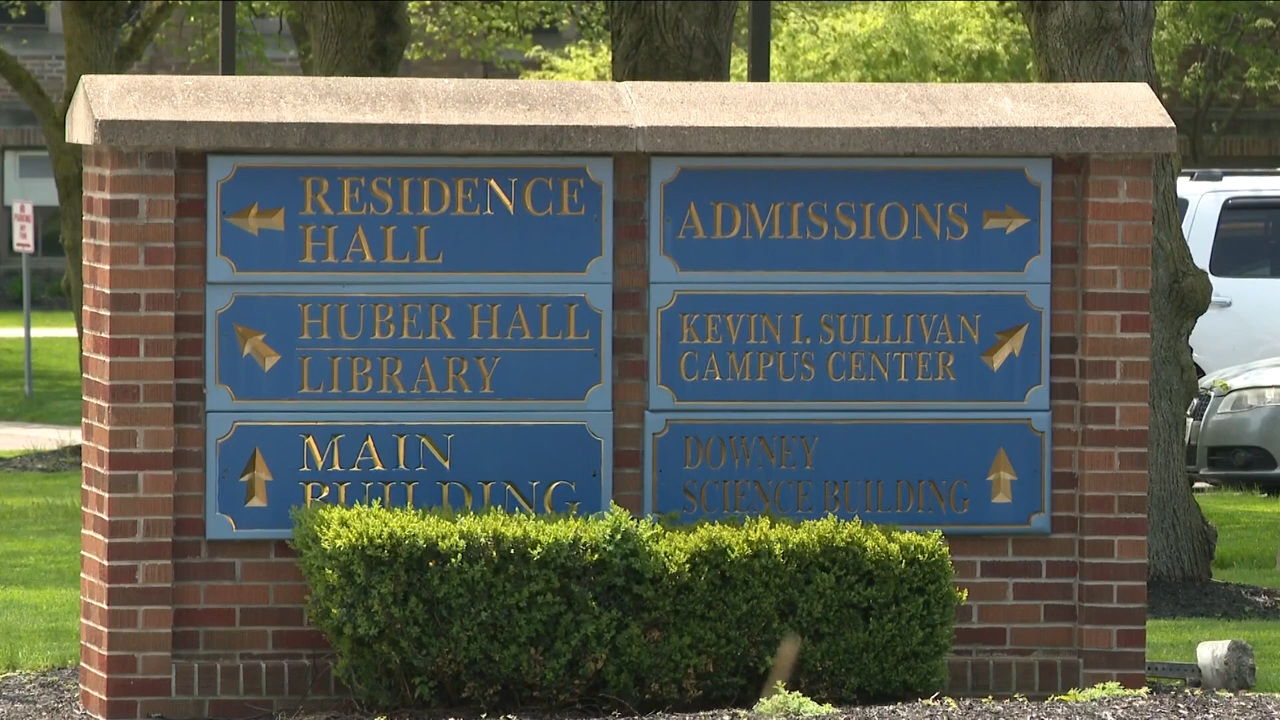 RESIDENCE
HALL
HUBER HALL
LIBRARY
MAIN
BUILDING
ADMISSIONS
KEVIN I. SULLIVAN
CAMPUS CENTER
DOWNEY
SCIENCE BUILDING